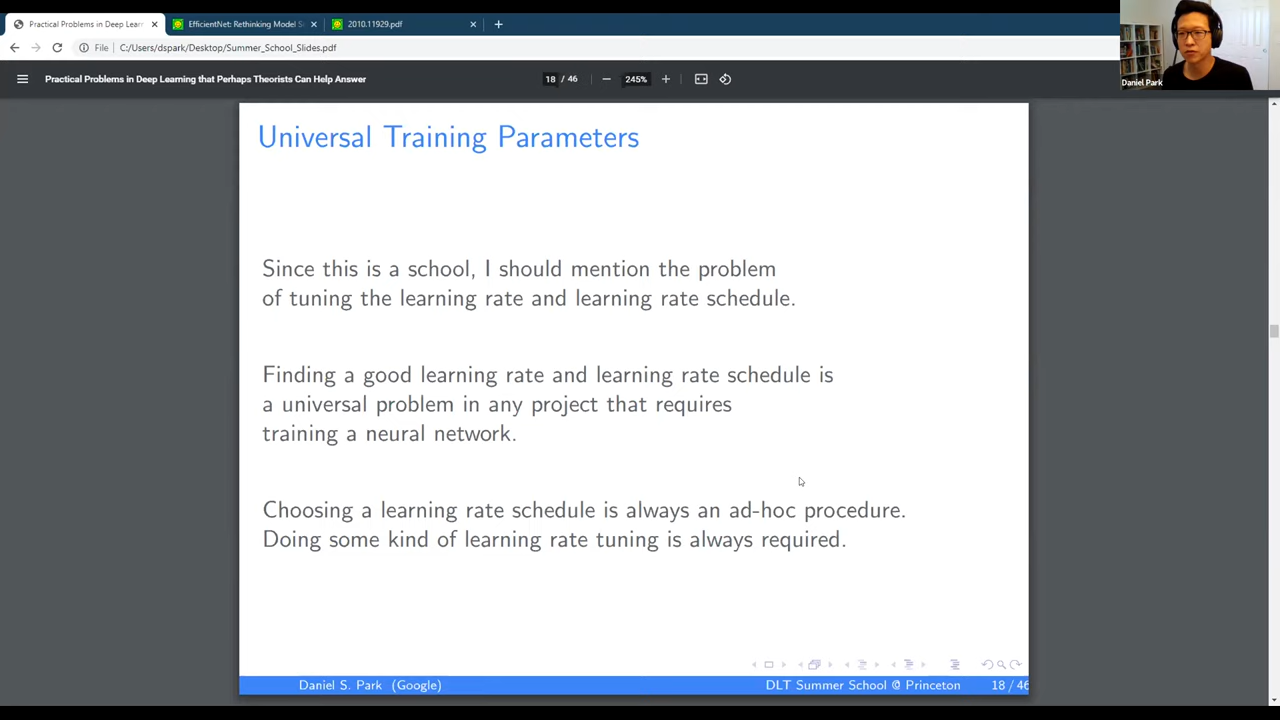 Practical Problems in Deep Lear
EfficientNet: Rethinking Model S
2010.11929.pdf
File
C:/Users/dspark/Desktop/Summer_School_Slides.pdf
Practical Problems in Deep Learning that Perhaps Theorists Can Help Answer
18 / 46
245%
Daniel Park
Universal Training Parameters
Since this is a school, I should mention the problem
of tuning the learning rate and learning rate schedule.
Finding a good learning rate and learning rate schedule is
a universal problem in any project that requires
training a neural network.
Choosing a learning rate schedule is always an ad-hoc procedure.
Doing some kind of learning rate tuning is always required.
Daniel S. Park (Google)
DLT Summer School @ Princeton
18 / 46